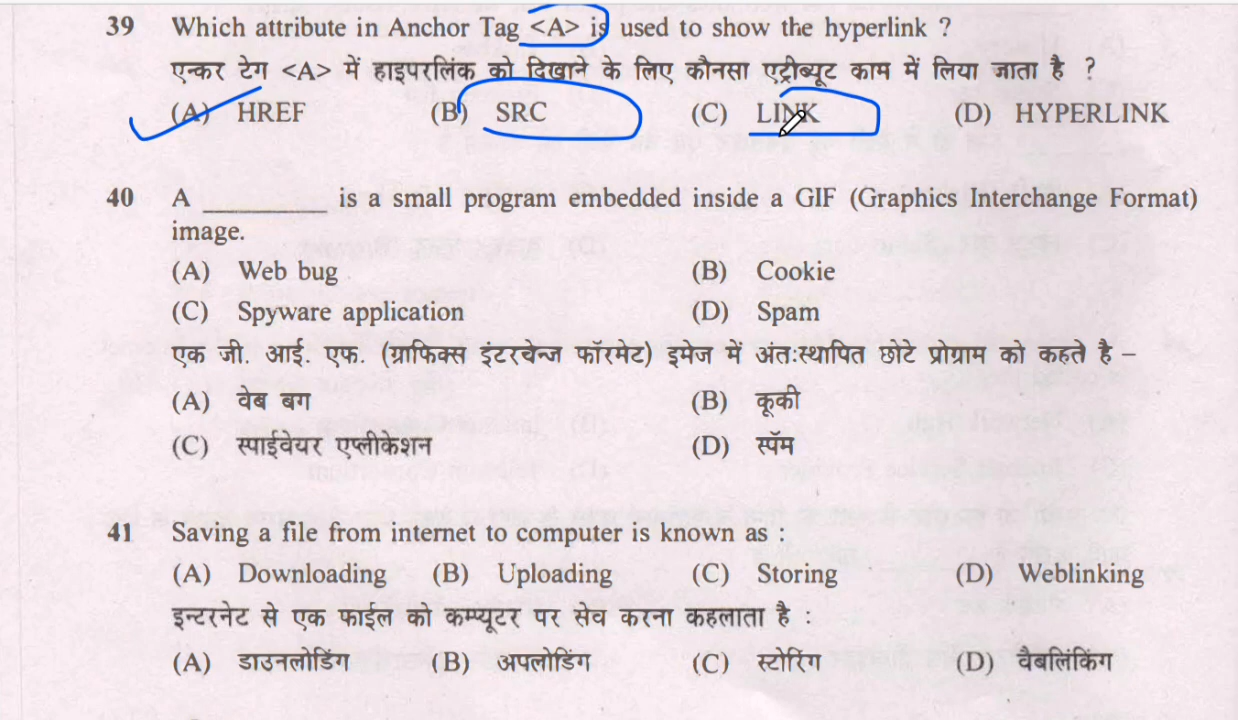 39 Which attribute in Anchor Tag <A> is used to show the hyperlink ?
एन्कर टेग <A> में हाइपरलिंक को दिखाने के लिए कौनसा एट्रीब्यूट काम में लिया जाता है ?
(A) HREF (B) SRC (C) LINK (D) HYPERLINK
40 A __________ is a small program embedded inside a GIF (Graphics Interchange Format)
image.
(A) Web bug (B) Cookie
(C) Spyware application (D) Spam
एक जी. आई. एफ. (ग्राफिक्स इंटरचेन्ज फॉरमेट) इमेज में अंतःस्थापित छोटे प्रोग्राम को कहते है –
(A) वेब बग (B) कूकी
(C) स्पाईवेयर एप्लीकेशन (D) स्पॅम
41 Saving a file from internet to computer is known as :
(A) Downloading (B) Uploading (C) Storing (D) Weblinking
इन्टरनेट से एक फाईल को कम्प्यूटर पर सेव करना कहलाता है :
(A) डाउनलोडिंग (B) अपलोडिंग (C) स्टोरिंग (D) वैबलिंकिंग